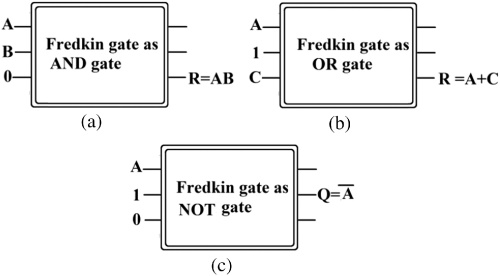 A
B
0
Fredkin gate as
AND gate
R=AB
(a)
A
1
C
Fredkin gate as
OR gate
R =A+C
(b)
A
1
0
Fredkin gate as
NOT gate
Q=A̅
(c)